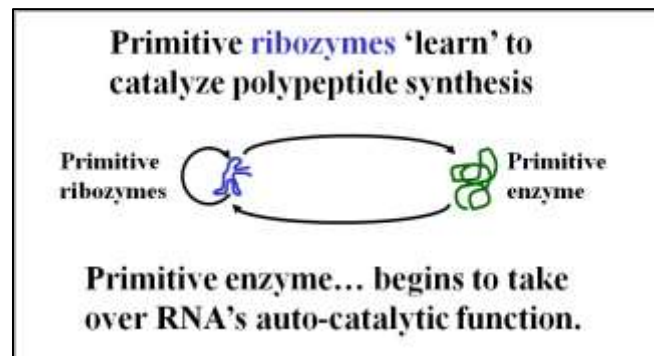 Primitive ribozymes ‘learn’ to
catalyze polypeptide synthesis
Primitive
ribozymes
Primitive
enzyme
Primitive enzyme… begins to take
over RNA’s auto-catalytic function.